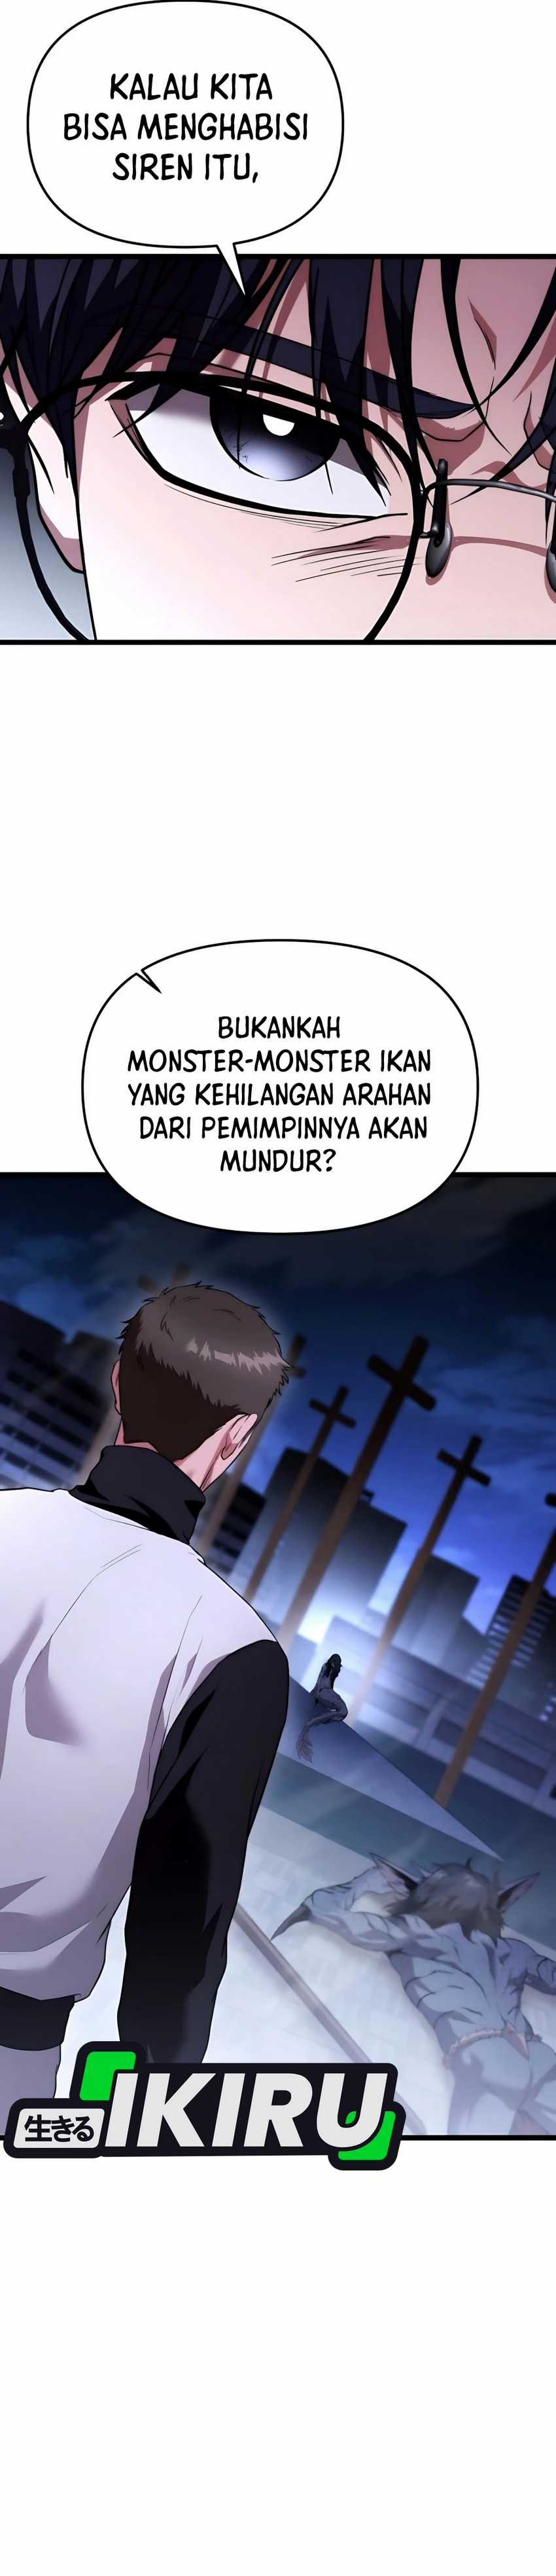 KALAU KITA
BISA MENGHABISI
SIREN ITU,
BUKANKAH
MONSTER-MONSTER IKAN
YANG KEHILANGAN ARAHAN
DARI PEMIMPINNYA AKAN
MUNDUR?
生きる IKIRU